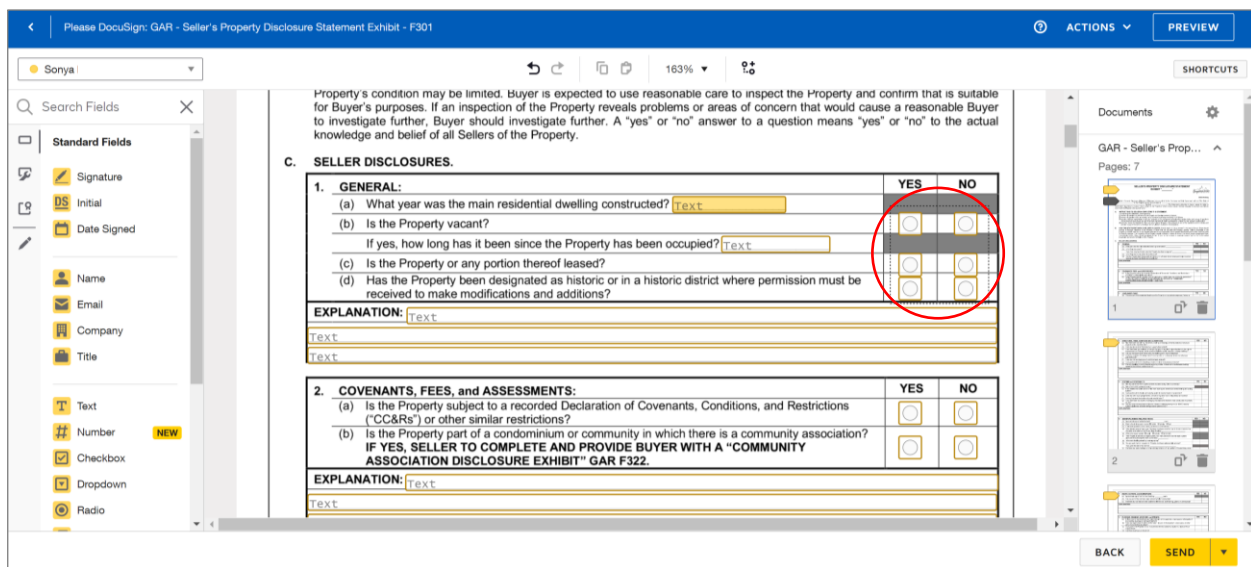 Please DocuSign: GAR - Seller's Property Disclosure Statement Exhibit - F301
ACTIONS
PREVIEW
Sonya
163%
SHORTCUTS
Search Fields
Standard Fields
Signature
DS Initial
Date Signed
Name
Email
Company
Title
Text
Number NEW
Checkbox
Dropdown
Radio
Property's condition may be limited. Buyer is expected to use reasonable care to inspect the Property and confirm that is suitable
for Buyer's purposes. If an inspection of the Property reveals problems or areas of concern that would cause a reasonable Buyer
to investigate further, Buyer should investigate further. A “yes” or “no” answer to a question means “yes” or “no” to the actual
knowledge and belief of all Sellers of the Property.
C. SELLER DISCLOSURES.
1. GENERAL: YES NO
(a) What year was the main residential dwelling constructed? Text
(b) Is the Property vacant?
If yes, how long has it been since the Property has been occupied? Text
(c) Is the Property or any portion thereof leased?
(d) Has the Property been designated as historic or in a historic district where permission must be
received to make modifications and additions?
EXPLANATION: Text
Text
Text
2. COVENANTS, FEES, and ASSESSMENTS: YES NO
(a) Is the Property subject to a recorded Declaration of Covenants, Conditions, and Restrictions
(“CC&Rs”) or other similar restrictions?
(b) Is the Property part of a condominium or community in which there is a community association?
IF YES, SELLER TO COMPLETE AND PROVIDE BUYER WITH A “COMMUNITY
ASSOCIATION DISCLOSURE EXHIBIT” GAR F322.
EXPLANATION: Text
Text
Documents
GAR - Seller's Prop...
Pages: 7
1
2
BACK
SEND